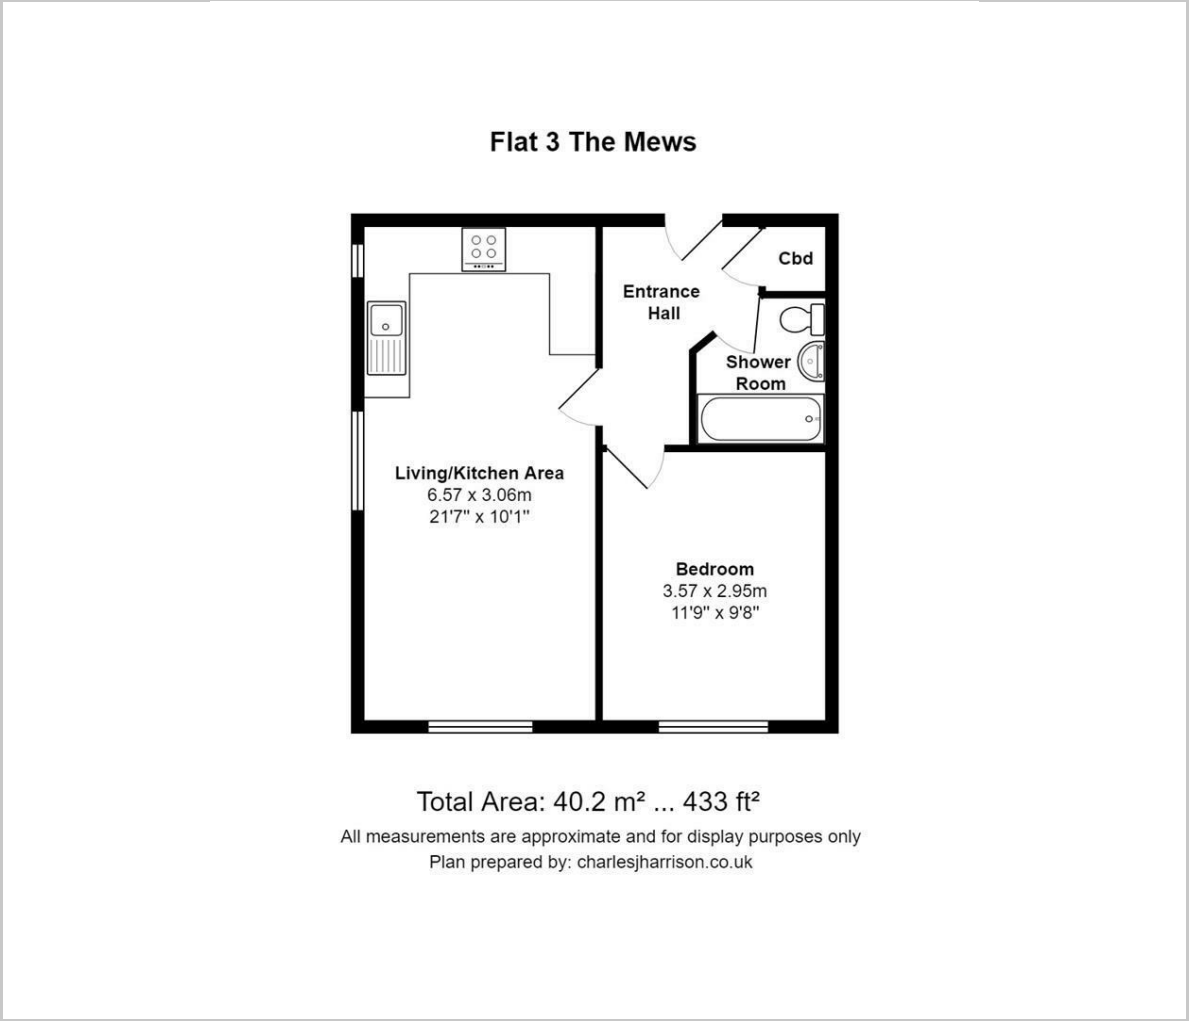 Flat 3 The Mews
Cbd
Entrance
Hall
Shower
Room
Living/Kitchen Area
6.57 x 3.06m
21'7" x 10'1"
Bedroom
3.57 x 2.95m
11'9" x 9'8"
Total Area: 40.2 m² ... 433 ft²
All measurements are approximate and for display purposes only
Plan prepared by: charlesjharrison.co.uk